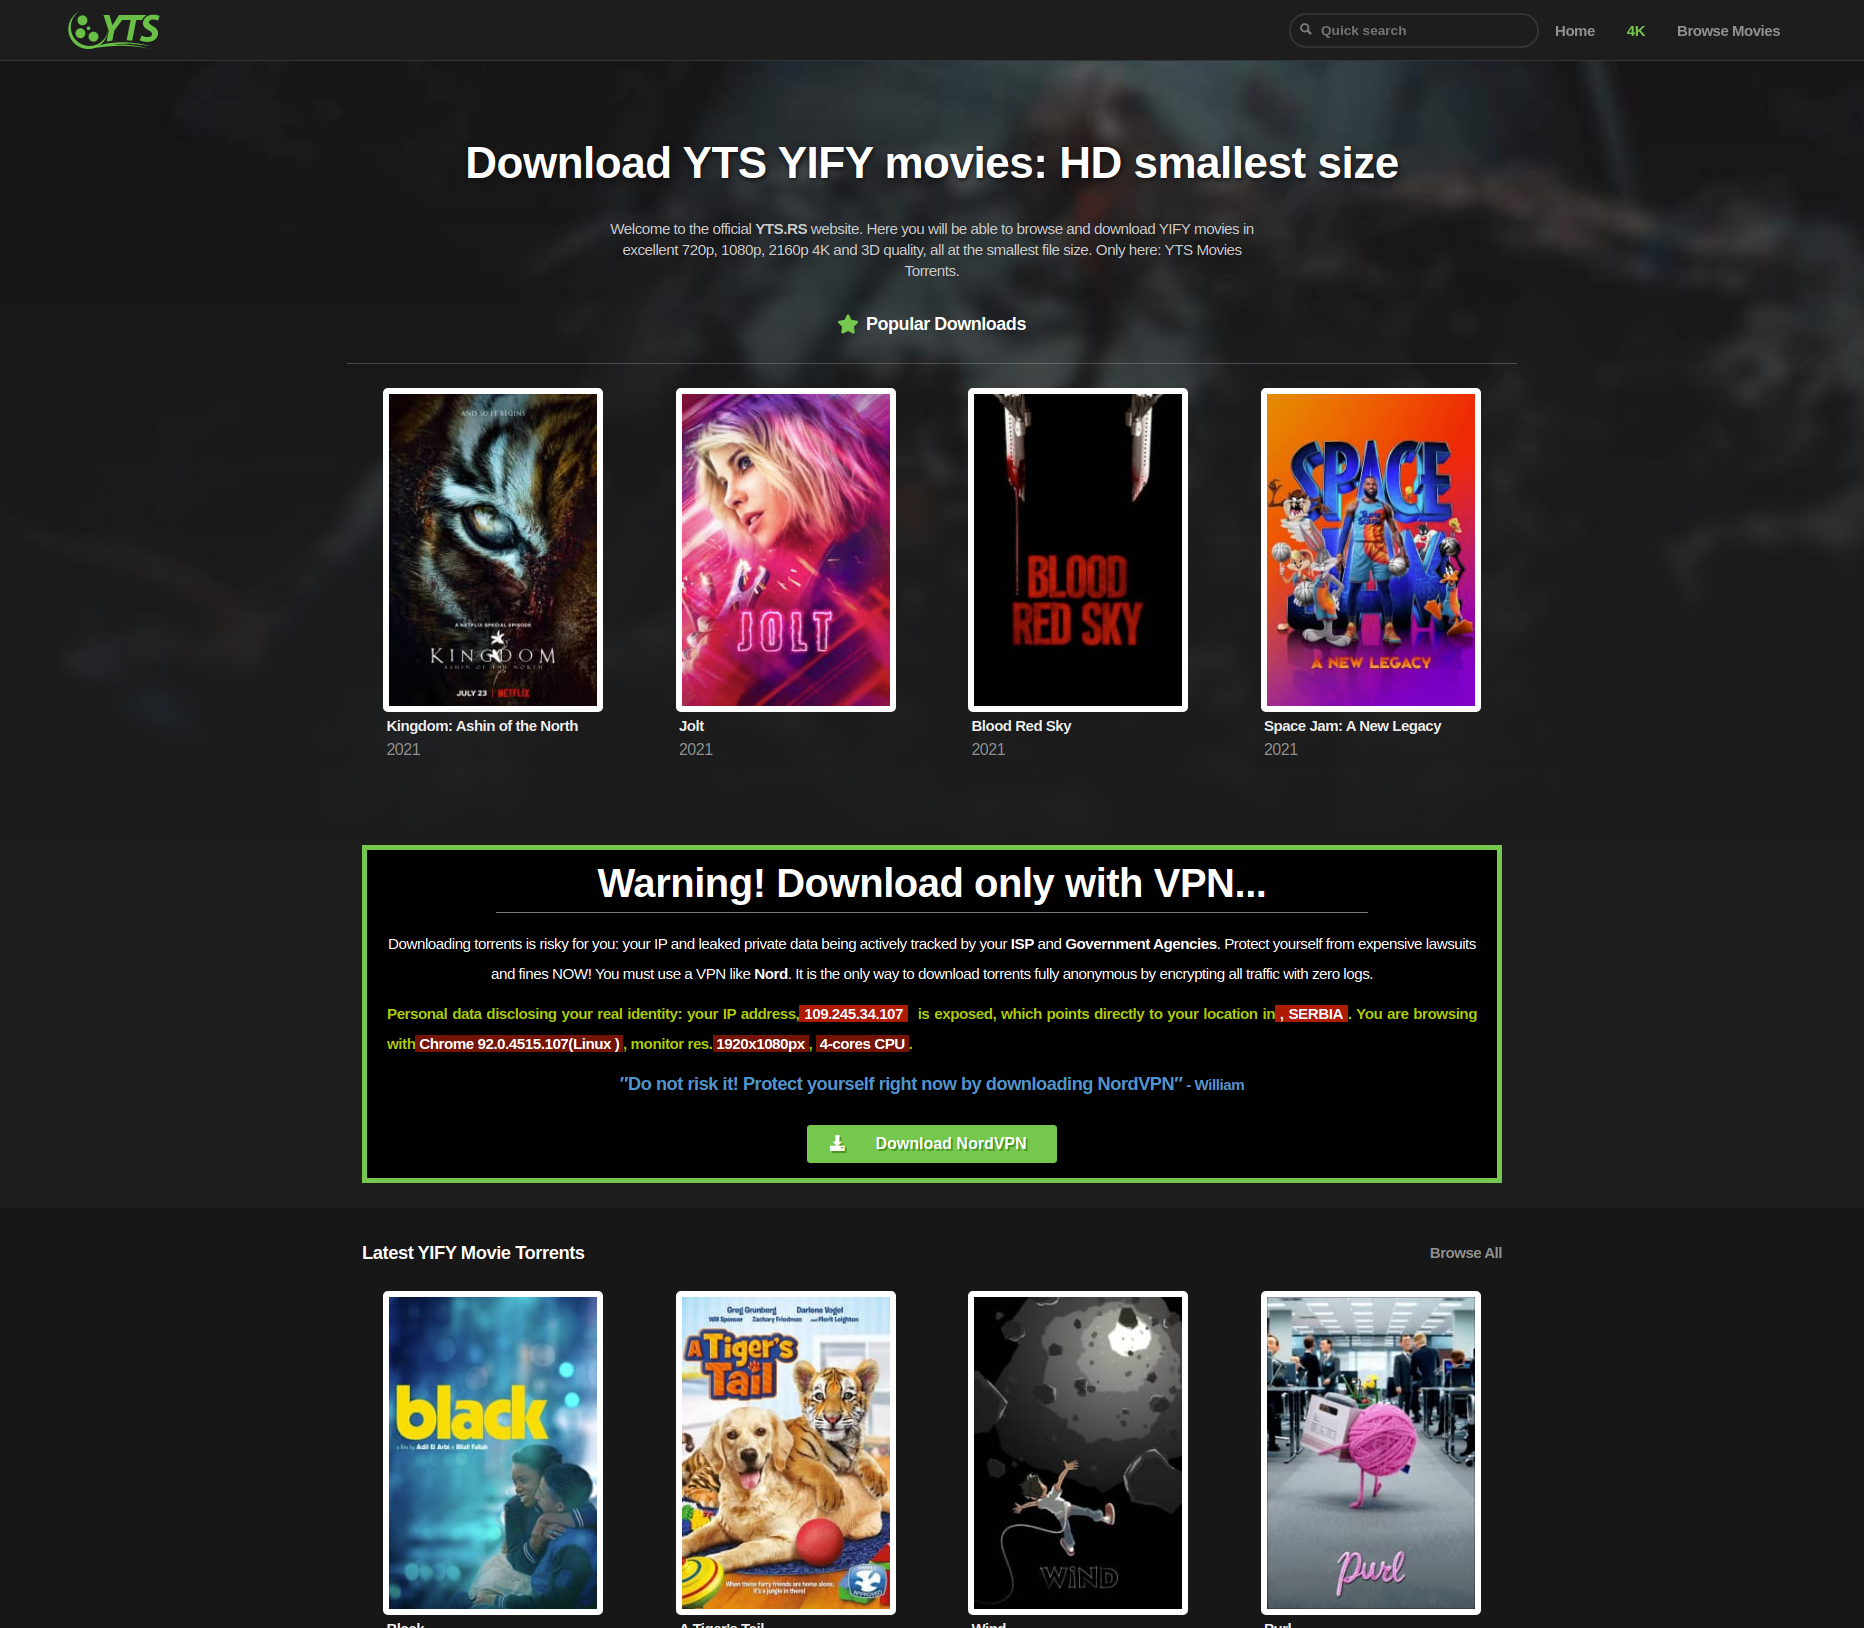 YTS
Quick search
Home
4K
Browse Movies
Download YTS YIFY movies: HD smallest size
Welcome to the official YTS.RS website. Here you will be able to browse and download YIFY movies in
excellent 720p, 1080p, 2160p 4K and 3D quality, all at the smallest file size. Only here: YTS Movies
Torrents.
Popular Downloads
AND SO IT BEGINS
A NETFLIX SPECIAL EPISODE
KINGDOM
ASHIN OF THE NORTH
JULY 23 | NETFLIX
JOLT
BLOOD
RED SKY
SPACE
JAM
A NEW LEGACY
Kingdom: Ashin of the North
2021
Jolt
2021
Blood Red Sky
2021
Space Jam: A New Legacy
2021
Warning! Download only with VPN...
Downloading torrents is risky for you: your IP and leaked private data being actively tracked by your ISP and Government Agencies. Protect yourself from expensive lawsuits
and fines NOW! You must use a VPN like Nord. It is the only way to download torrents fully anonymous by encrypting all traffic with zero logs.
Personal data disclosing your real identity: your IP address, 109.245.34.107 is exposed, which points directly to your location in , SERBIA . You are browsing
with Chrome 92.0.4515.107(Linux ) , monitor res. 1920x1080px , 4-cores CPU .
"Do not risk it! Protect yourself right now by downloading NordVPN" - William
Download NordVPN
Latest YIFY Movie Torrents
Browse All
black
a film by Adil El Arbi & Bilall Fallah
Greg Grunberg Darlene Vogel
Will Spencer Zachary Friedman and Merit Leighton
A Tiger's
Tail
When these furry friends are home alone,
it's a jungle in there!
APPROVED
WiND
purl
Black
A Tiger's Tail
Wind
Purl